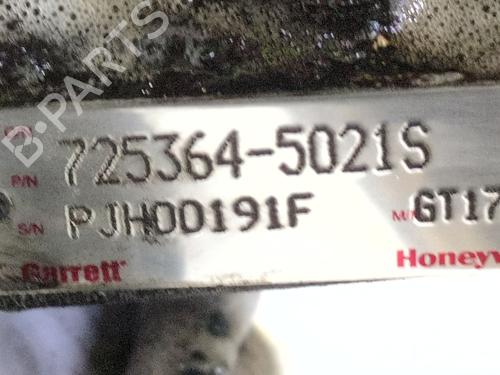 B-PARTS
P/N 725364-5021S
S/N PJH00191F M/N GT17
Garrett Honeyw